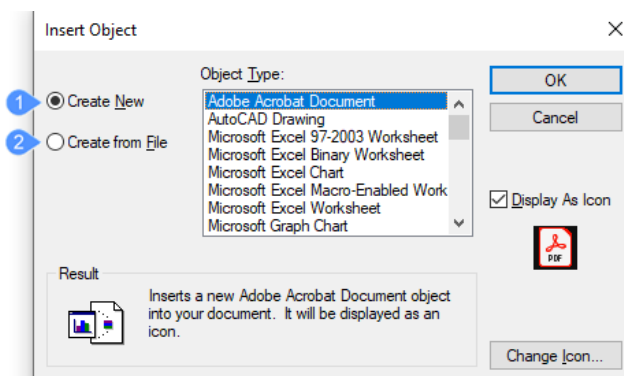 Insert Object
Object Type:
1
Create New
Adobe Acrobat Document
AutoCAD Drawing
Microsoft Excel 97-2003 Worksheet
Microsoft Excel Binary Worksheet
Microsoft Excel Chart
Microsoft Excel Macro-Enabled Work
Microsoft Excel Worksheet
Microsoft Graph Chart
2
Create from File
OK
Cancel
Display As Icon
PDF
Result
Inserts a new Adobe Acrobat Document object
into your document. It will be displayed as an
icon.
Change Icon...